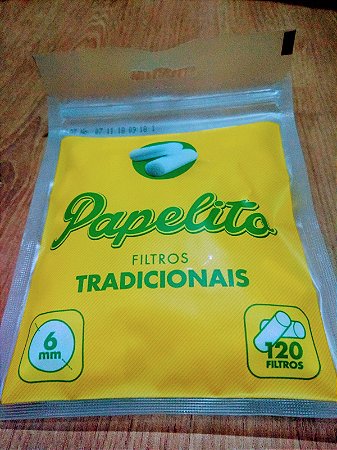 Papelito
FILTROS
TRADICIONAIS
6
mm
120
FILTROS